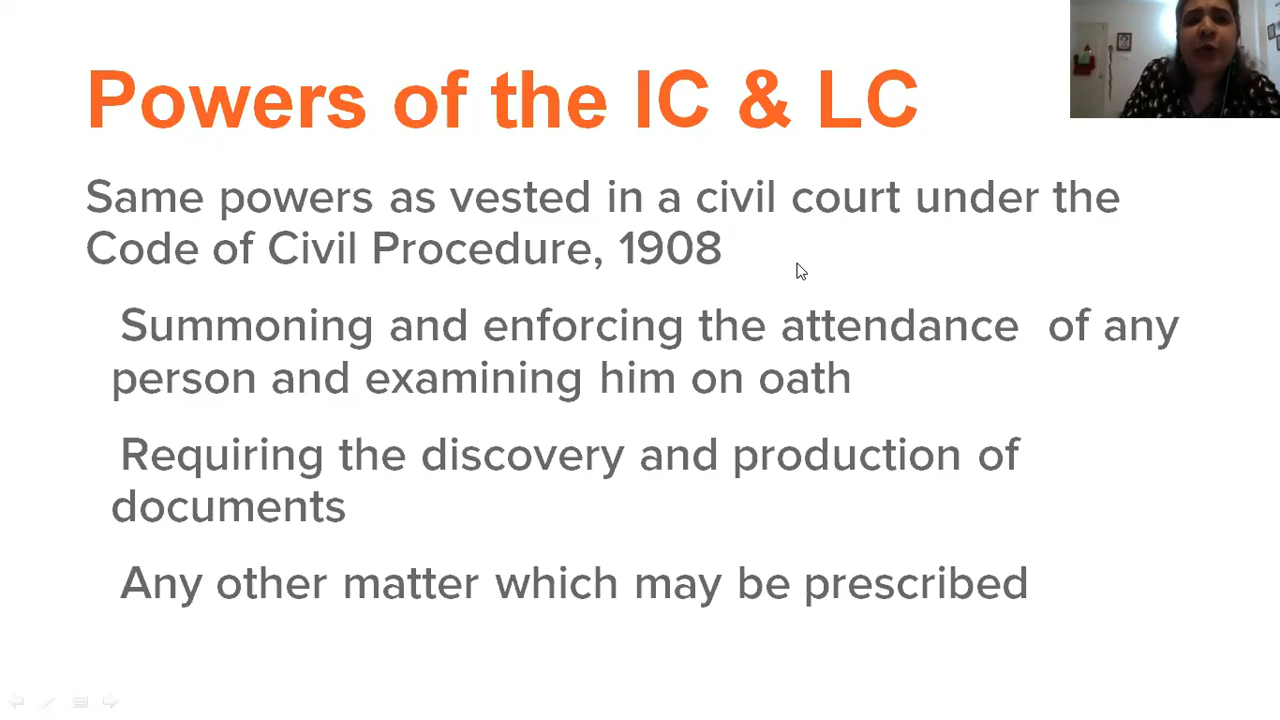 Powers of the IC & LC
Same powers as vested in a civil court under the
Code of Civil Procedure, 1908
Summoning and enforcing the attendance  of any
person and examining him on oath
Requiring the discovery and production of
documents
Any other matter which may be prescribed